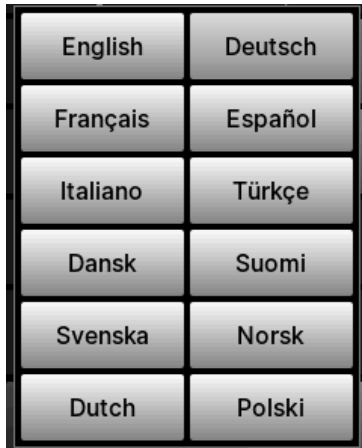 English Deutsch
Français Español
Italiano Türkçe
Dansk Suomi
Svenska Norsk
Dutch Polski